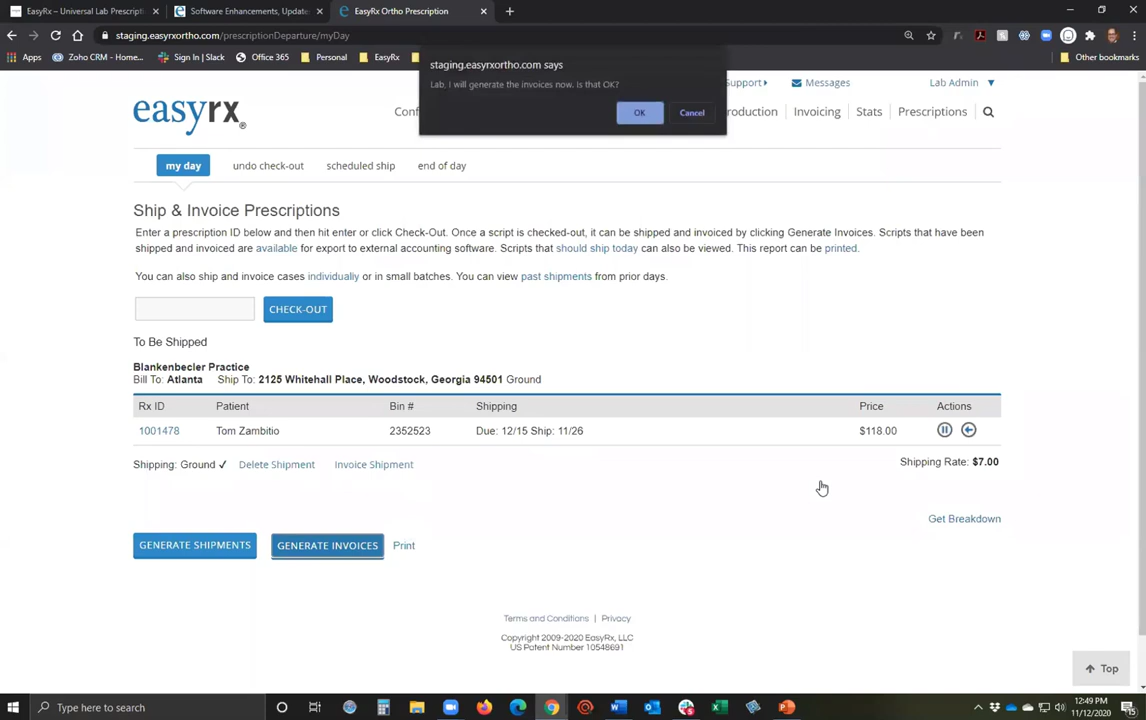 EasyRx – Universal Lab Prescripti
Software Enhancements, Update
EasyRx Ortho Prescription
staging.easyrxortho.com/prescriptionDeparture/myDay
Apps
Zoho CRM - Home...
Sign In | Slack
Office 365
Personal
EasyRx
Other bookmarks
staging.easyrxortho.com says
Lab, I will generate the invoices now. Is that OK?
OK
Cancel
upport
Messages
Lab Admin
easyrx®
Conf
roduction
Invoicing
Stats
Prescriptions
my day
undo check-out
scheduled ship
end of day
Ship & Invoice Prescriptions
Enter a prescription ID below and then hit enter or click Check-Out. Once a script is checked-out, it can be shipped and invoiced by clicking Generate Invoices. Scripts that have been
shipped and invoiced are available for export to external accounting software. Scripts that should ship today can also be viewed. This report can be printed.
You can also ship and invoice cases individually or in small batches. You can view past shipments from prior days.
CHECK-OUT
To Be Shipped
Blankenbecler Practice
Bill To: Atlanta Ship To: 2125 Whitehall Place, Woodstock, Georgia 94501 Ground
Rx ID Patient Bin # Shipping Price Actions
1001478 Tom Zambitio 2352523 Due: 12/15 Ship: 11/26 $118.00
Shipping: Ground ✓ Delete Shipment Invoice Shipment Shipping Rate: $7.00
Get Breakdown
GENERATE SHIPMENTS GENERATE INVOICES Print
Terms and Conditions | Privacy
Copyright 2009-2020 EasyRx, LLC
US Patent Number 10548691
Top
Type here to search
12:49 PM
11/12/2020
15